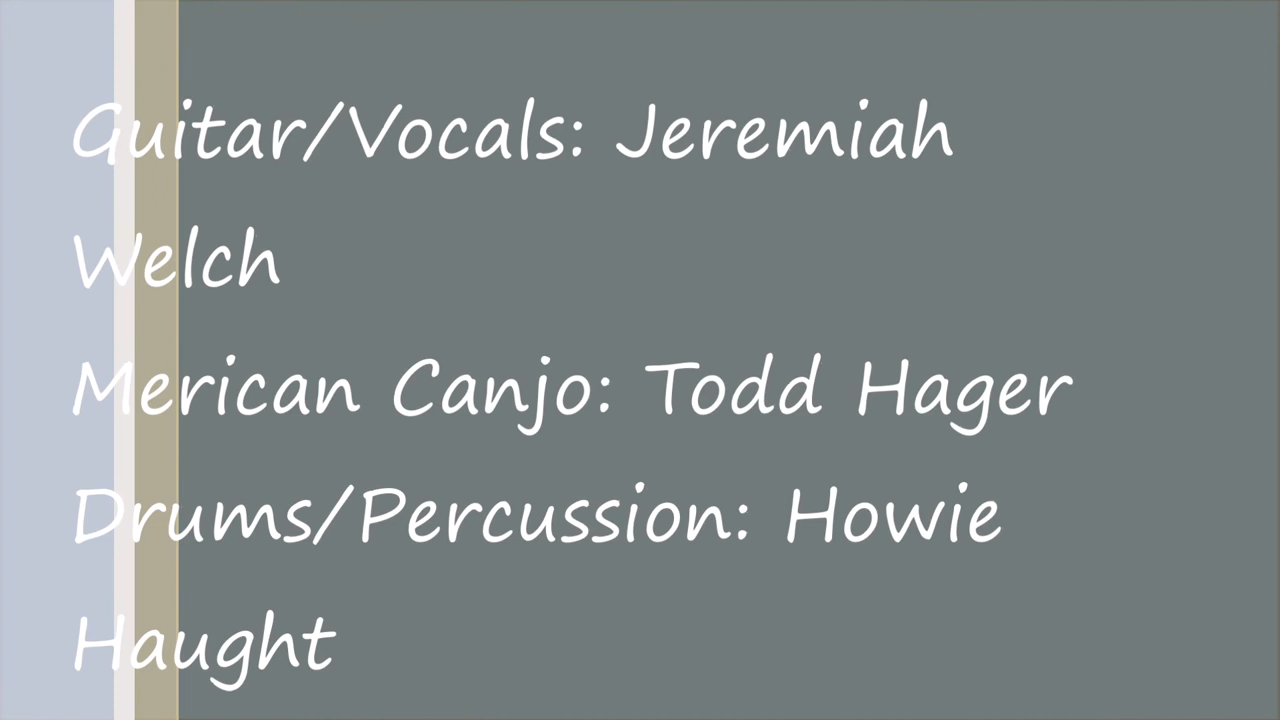 Guitar/Vocals: Jeremiah
Welch
Merican Canjo: Todd Hager
Drums/Percussion: Howie
Haught